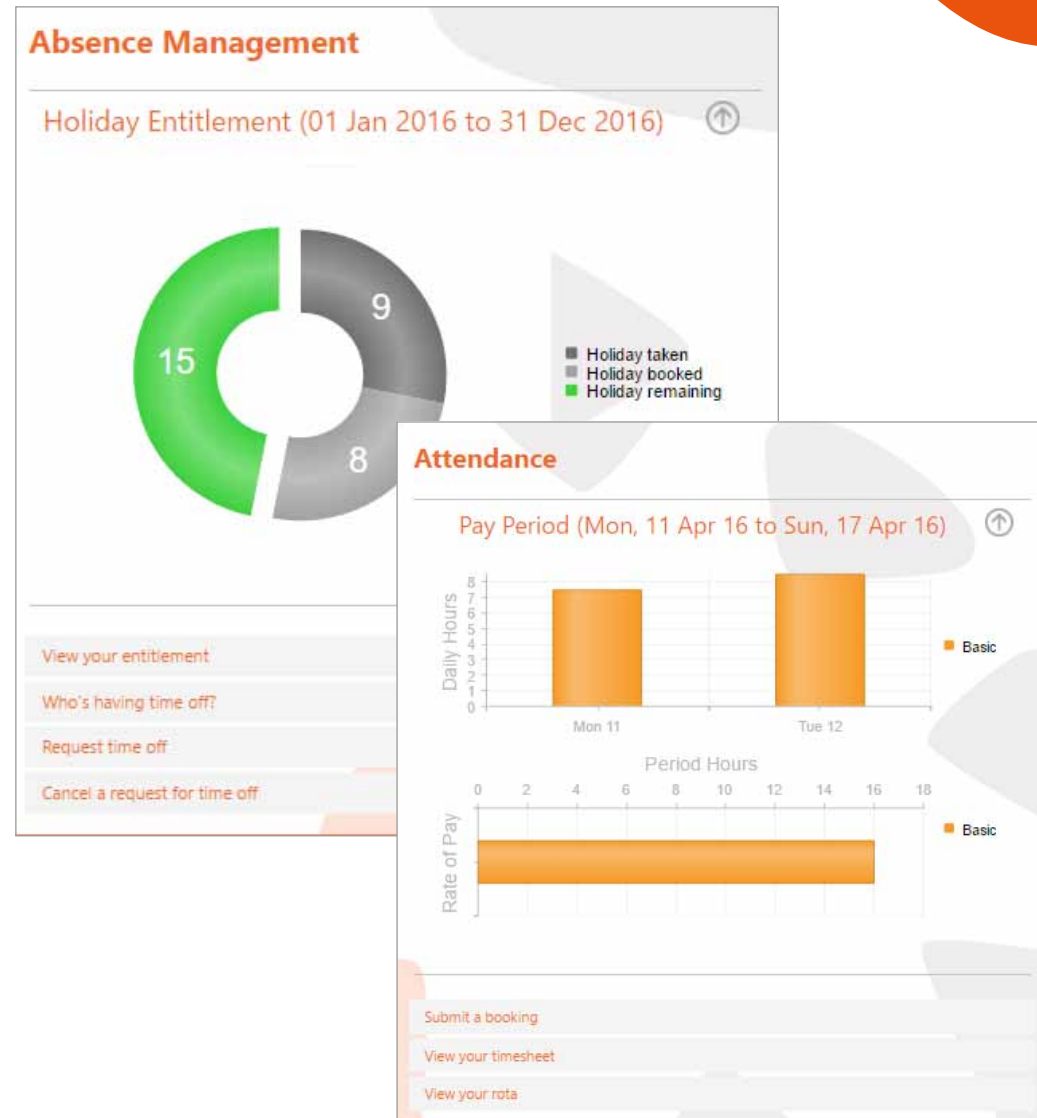 Absence Management
Holiday Entitlement (01 Jan 2016 to 31 Dec 2016)
9
15
8
Holiday taken
Holiday booked
Holiday remaining
View your entitlement
Who's having time off?
Request time off
Cancel a request for time off
Attendance
Pay Period (Mon, 11 Apr 16 to Sun, 17 Apr 16)
Daily Hours
8
7
6
5
4
3
2
1
0
Mon 11 Tue 12
Basic
Period Hours
0 2 4 6 8 10 12 14 16 18
Rate of Pay
Basic
Submit a booking
View your timesheet
View your rota